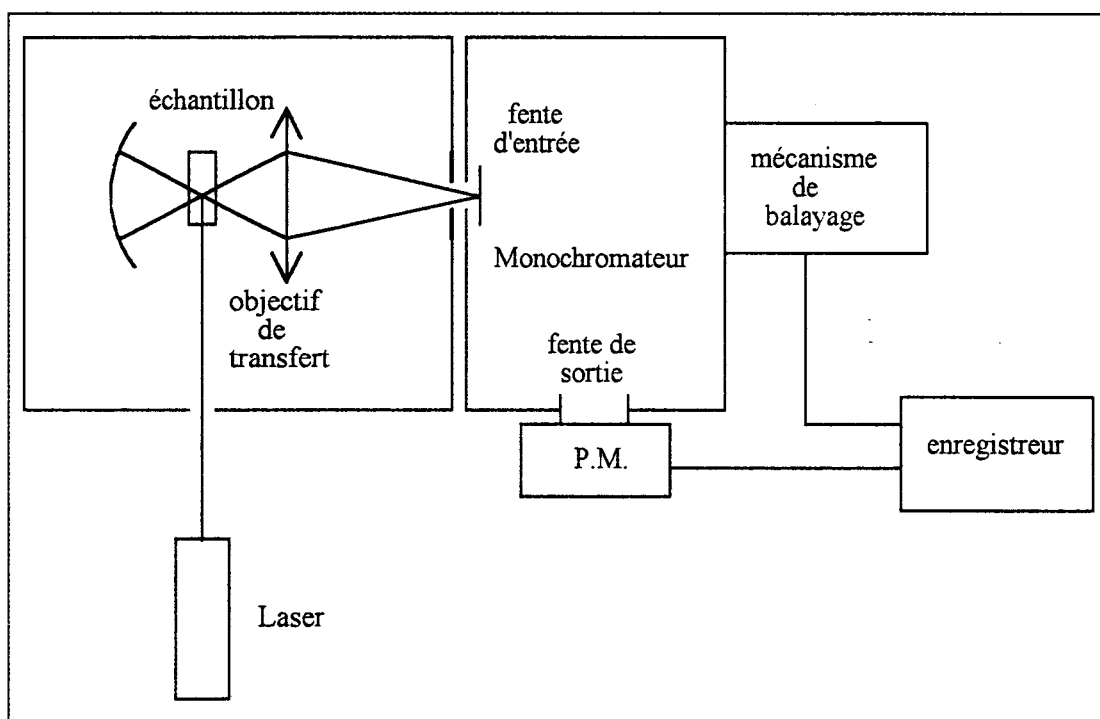 échantillon
objectif
de
transfert
fente
d'entrée
Monochromateur
fente de
sortie
mécanisme
de
balayage
P.M.
enregistreur
Laser